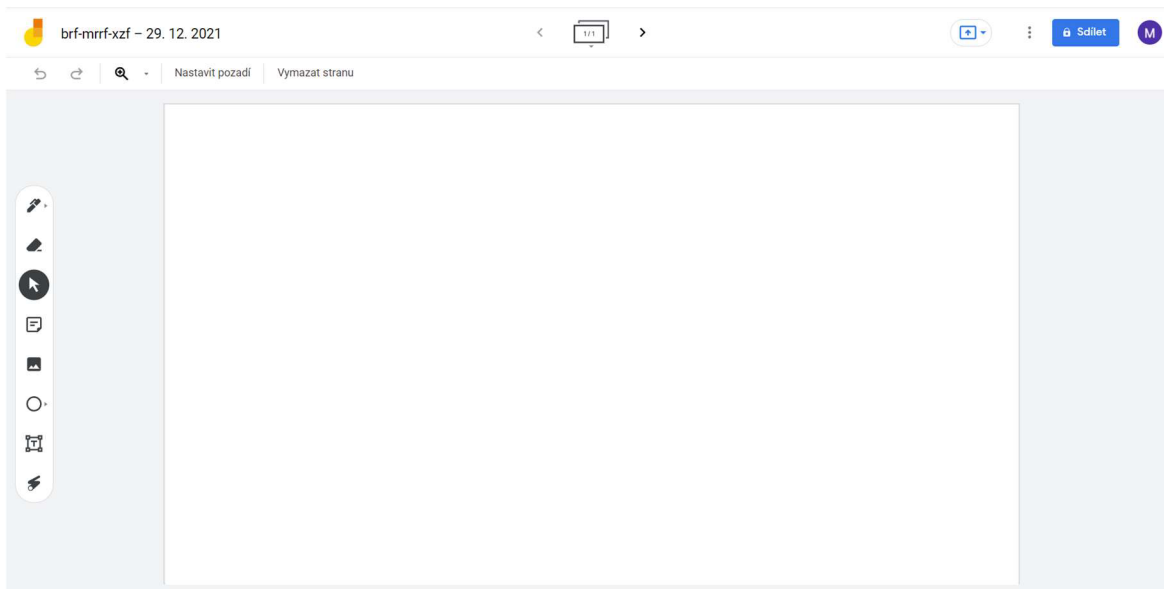 brf-mrrf-xzf – 29. 12. 2021
1/1
Sdílet
M
Nastavit pozadí
Vymazat stranu
T